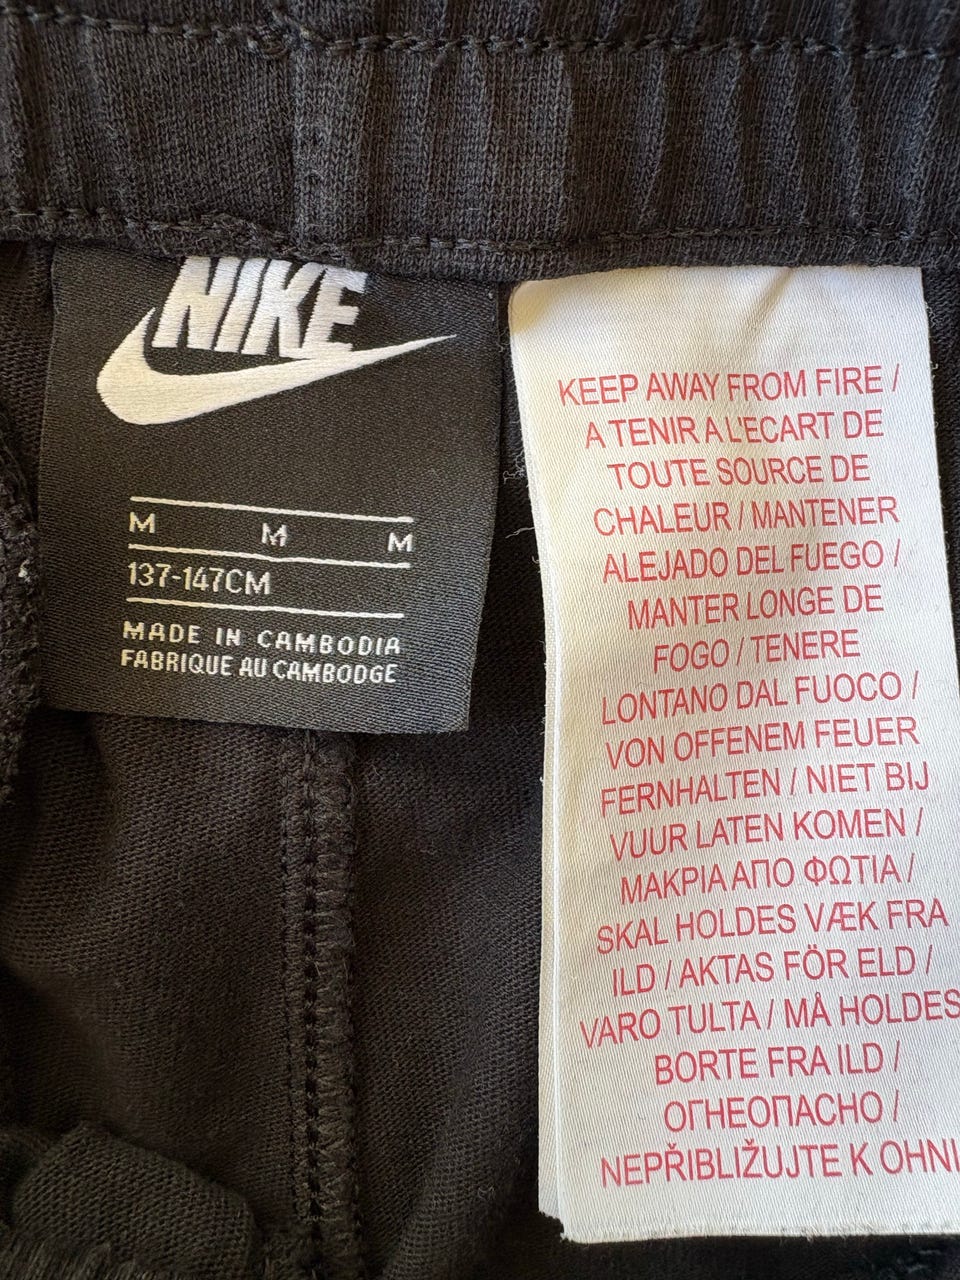 NIKE
M M M
137-147CM
MADE IN CAMBODIA
FABRIQUE AU CAMBODGE
KEEP AWAY FROM FIRE /
A TENIR A L'ECART DE
TOUTE SOURCE DE
CHALEUR / MANTENER
ALEJADO DEL FUEGO /
MANTER LONGE DE
FOGO / TENERE
LONTANO DAL FUOCO /
VON OFFENEM FEUER
FERNHALTEN / NIET BIJ
VUUR LATEN KOMEN /
ΜΑΚΡΙΑ ΑΠΟ ΦΩΤΙΑ /
SKAL HOLDES VÆK FRA
ILD / AKTAS FÖR ELD /
VARO TULTA / MÅ HOLDES
BORTE FRA ILD /
ОГНЕОПАСНО /
NEPŘIBLIŽUJTE K OHNI